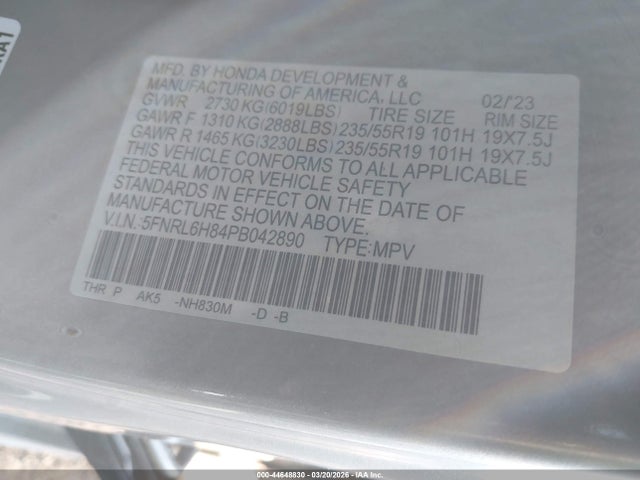 MFD. BY HONDA DEVELOPMENT &
MANUFACTURING OF AMERICA, LLC 02/'23
GVWR 2730 KG(6019LBS) TIRE SIZE RIM SIZE
GAWR F 1310 KG(2888LBS) 235/55R19 101H 19X7.5J
GAWR R 1465 KG(3230LBS) 235/55R19 101H 19X7.5J
THIS VEHICLE CONFORMS TO ALL APPLICABLE
FEDERAL MOTOR VEHICLE SAFETY
STANDARDS IN EFFECT ON THE DATE OF
MANUFACTURE SHOWN ABOVE.
V.I.N.:5FNRL6H84PB042890 TYPE:MPV
THR P AK5 -NH830M -D -B
000-44648830 - 03/20/2026 - IAA Inc.